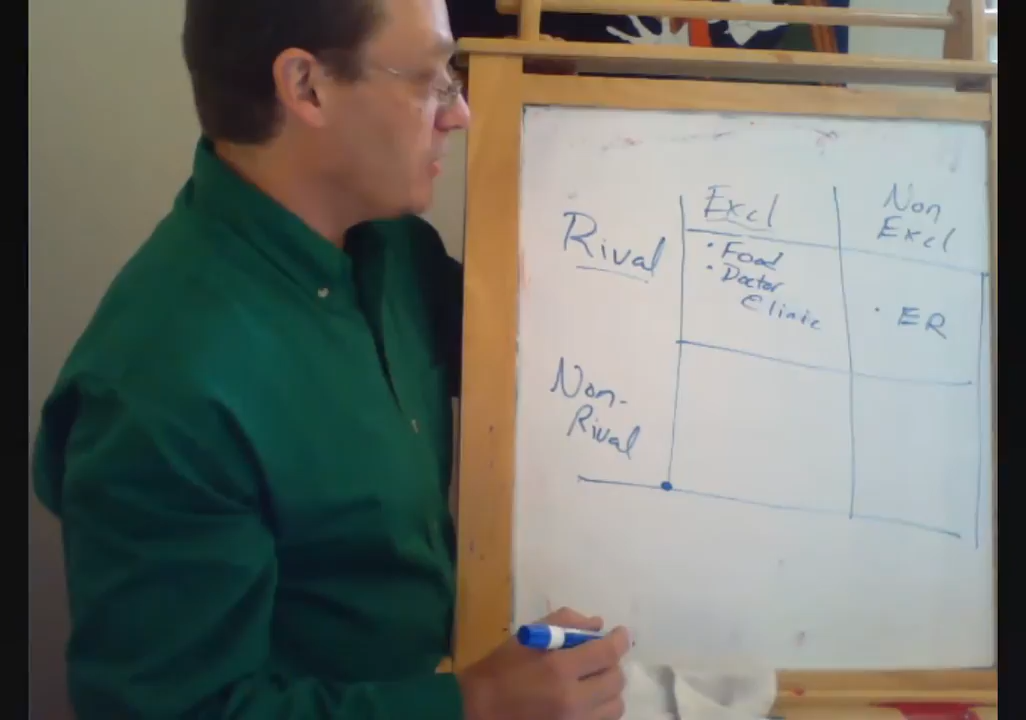 Excl
Non
Excl
Rival
• Food
• Doctor
Clinic
• ER
Non-
Rival